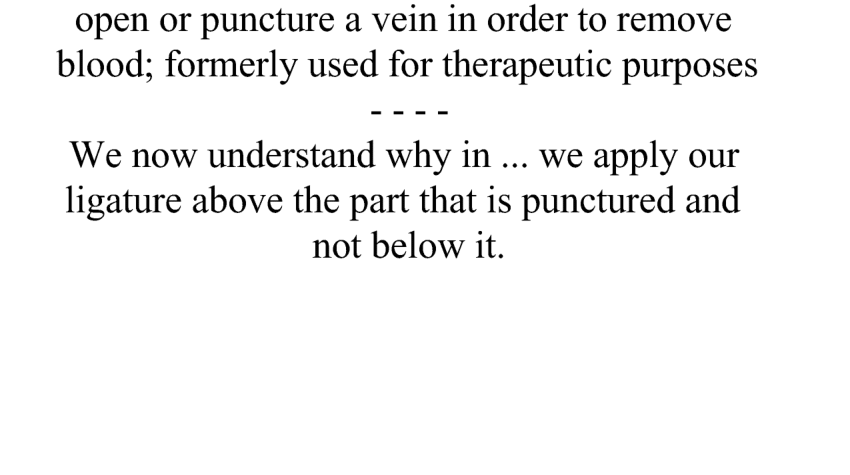 open or puncture a vein in order to remove
blood; formerly used for therapeutic purposes
- - - -
We now understand why in ... we apply our
ligature above the part that is punctured and
not below it.